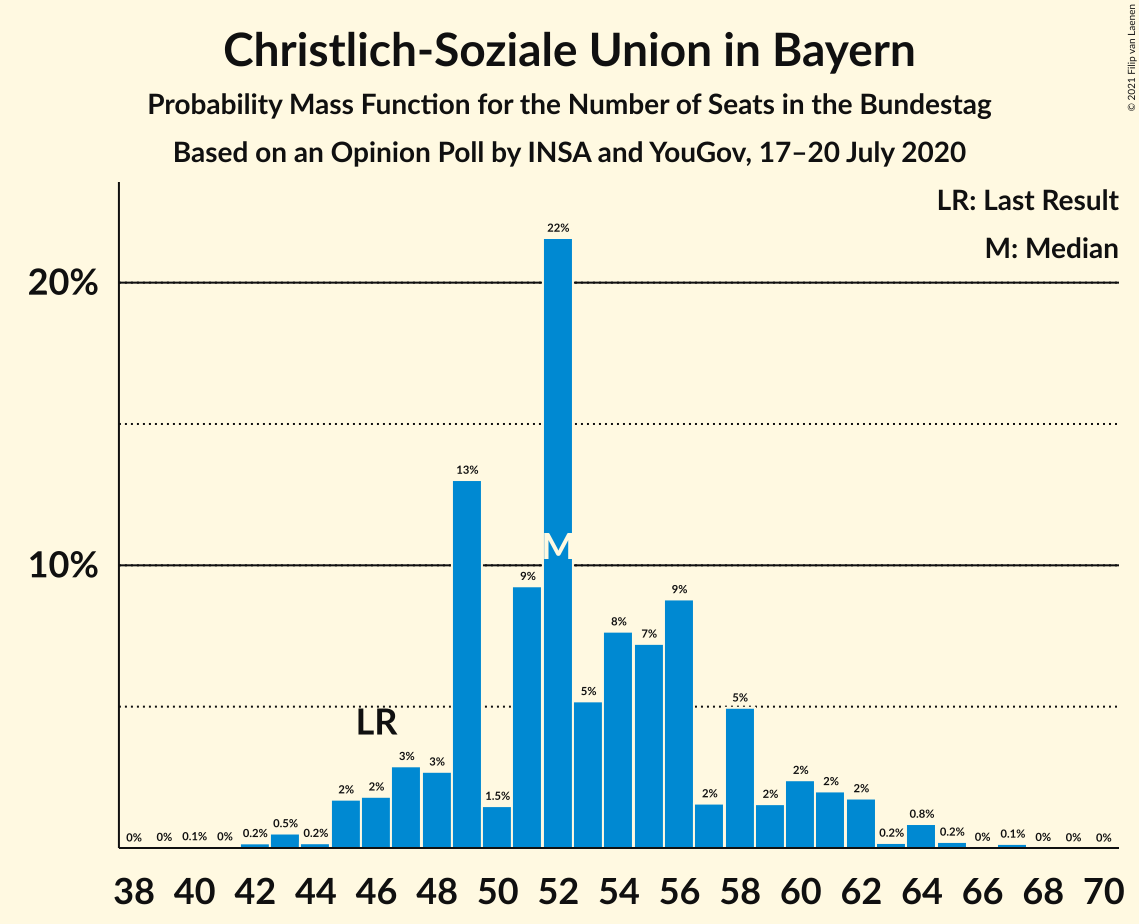 Christlich-Soziale Union in Bayern
Probability Mass Function for the Number of Seats in the Bundestag
Based on an Opinion Poll by INSA and YouGov, 17–20 July 2020
© 2021 Filip van Laenen
LR: Last Result
M: Median
20%
10%
LR
M
0% 0% 0.1% 0% 0.2% 0.5% 0.2% 2% 2% 3% 3% 13% 1.5% 9% 22% 5% 8% 7% 9% 2% 5% 2% 2% 2% 2% 0.2% 0.8% 0.2% 0% 0.1% 0% 0% 0%
38 40 42 44 46 48 50 52 54 56 58 60 62 64 66 68 70